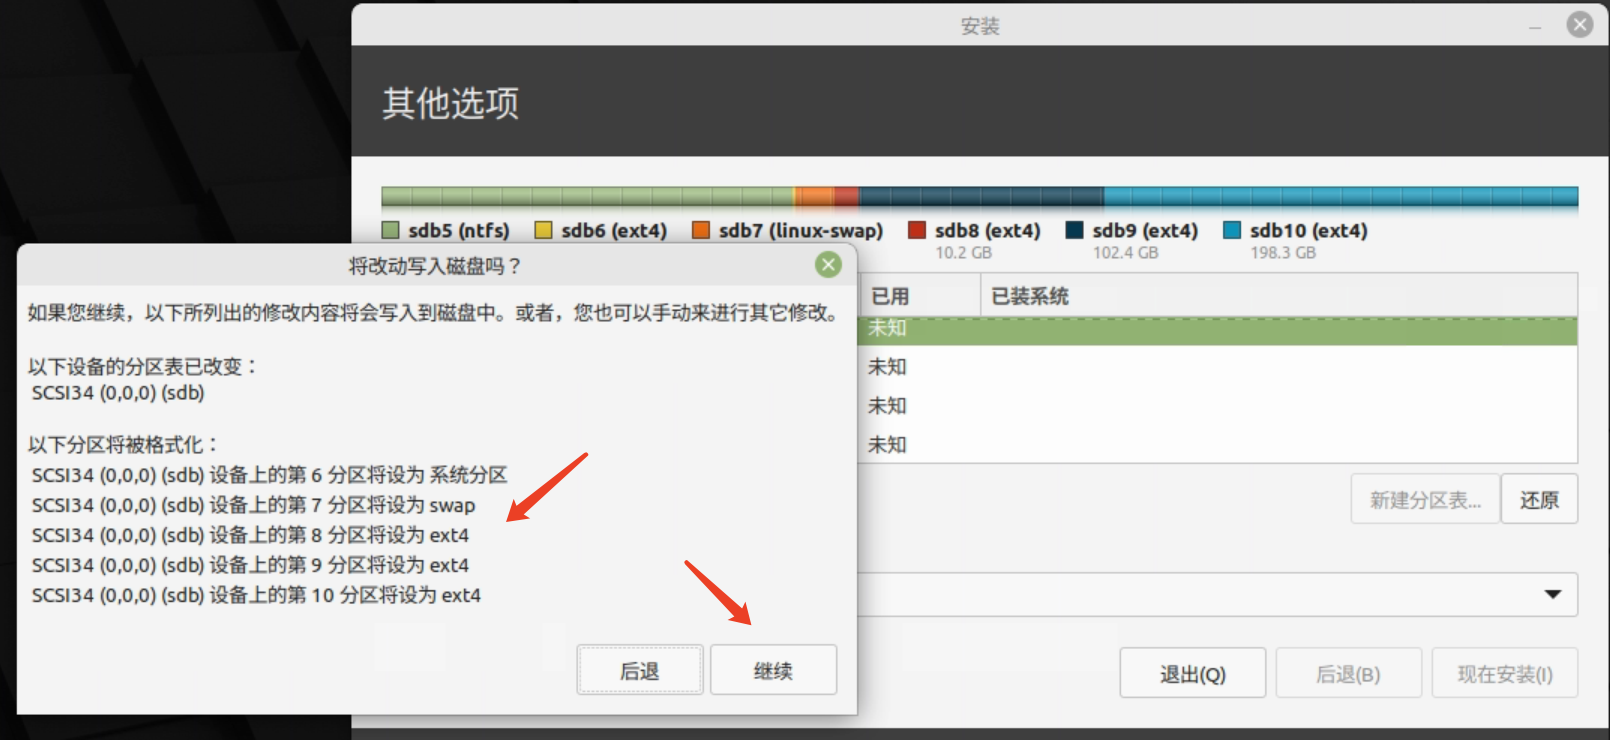 安装
其他选项
sdb5 (ntfs) sdb6 (ext4) sdb7 (linux-swap) sdb8 (ext4) sdb9 (ext4) sdb10 (ext4)
10.2 GB 102.4 GB 198.3 GB
将改动写入磁盘吗？
如果您继续，以下所列出的修改内容将会写入到磁盘中。或者，您也可以手动来进行其它修改。
以下设备的分区表已改变：
SCSI34 (0,0,0) (sdb)
以下分区将被格式化：
SCSI34 (0,0,0) (sdb) 设备上的第 6 分区将设为 系统分区
SCSI34 (0,0,0) (sdb) 设备上的第 7 分区将设为 swap
SCSI34 (0,0,0) (sdb) 设备上的第 8 分区将设为 ext4
SCSI34 (0,0,0) (sdb) 设备上的第 9 分区将设为 ext4
SCSI34 (0,0,0) (sdb) 设备上的第 10 分区将设为 ext4
后退 继续
已用 已装系统
未知
未知
未知
未知
新建分区表... 还原
退出(Q) 后退(B) 现在安装(I)